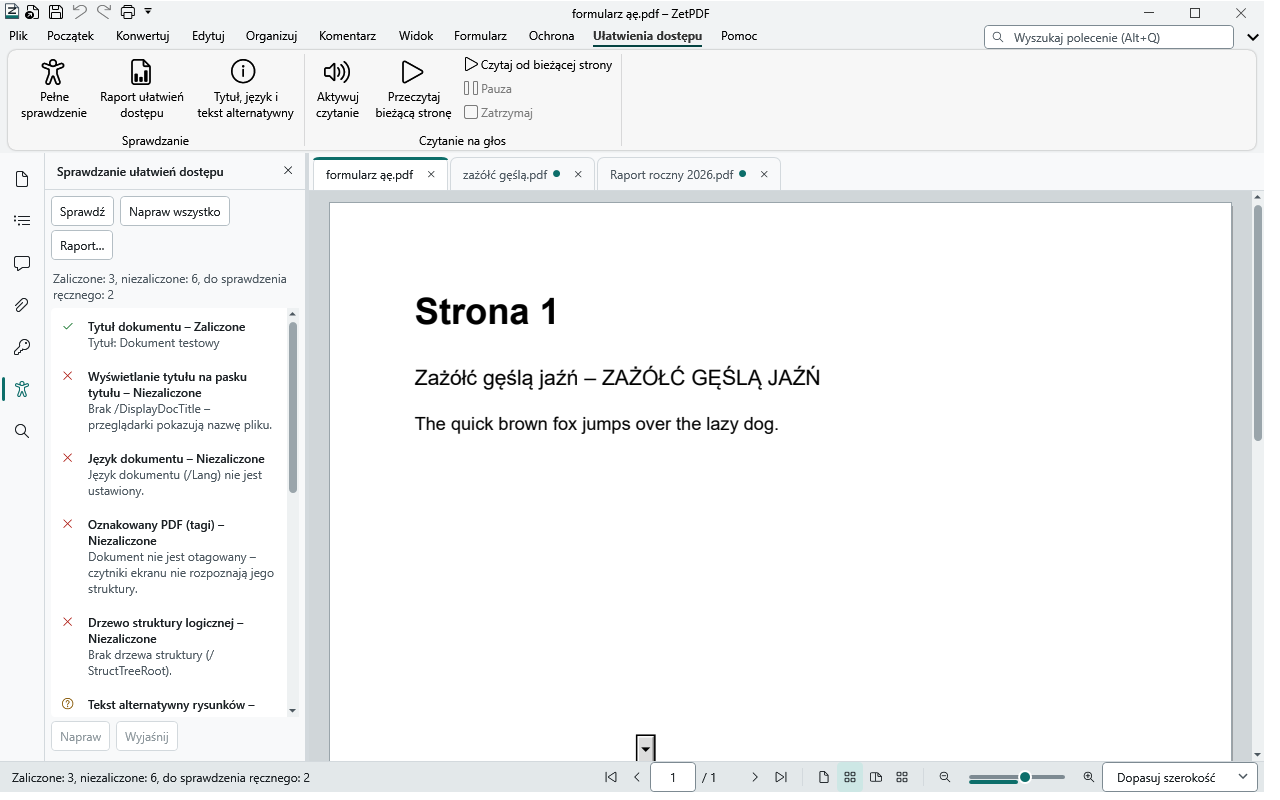 formularz ąę.pdf – ZetPDF
Plik Początek Konwertuj Edytuj Organizuj Komentarz Widok Formularz Ochrona Ułatwienia dostępu Pomoc
Wyszukaj polecenie (Alt+Q)
Pełne sprawdzenie
Raport ułatwień dostępu
Tytuł, język i tekst alternatywny
Sprawdzanie
Aktywuj czytanie
Przeczytaj bieżącą stronę
Czytaj od bieżącej strony
Pauza
Zatrzymaj
Czytanie na głos
Sprawdzanie ułatwień dostępu
formularz ąę.pdf
zażółć gęślą.pdf
Raport roczny 2026.pdf
Sprawdź
Napraw wszystko
Raport...
Zaliczone: 3, niezaliczone: 6, do sprawdzenia
ręcznego: 2
Tytuł dokumentu – Zaliczone
Tytuł: Dokument testowy
Wyświetlanie tytułu na pasku
tytułu – Niezaliczone
Brak /DisplayDocTitle –
przeglądarki pokazują nazwę pliku.
Język dokumentu – Niezaliczone
Język dokumentu (/Lang) nie jest
ustawiony.
Oznakowany PDF (tagi) –
Niezaliczone
Dokument nie jest otagowany –
czytniki ekranu nie rozpoznają jego
struktury.
Drzewo struktury logicznej –
Niezaliczone
Brak drzewa struktury (/
StructTreeRoot).
Tekst alternatywny rysunków –
Napraw
Wyjaśnij
Strona 1
Zażółć gęślą jaźń – ZAŻÓŁĆ GĘŚLĄ JAŹŃ
The quick brown fox jumps over the lazy dog.
Zaliczone: 3, niezaliczone: 6, do sprawdzenia ręcznego: 2
1 / 1
Dopasuj szerokość